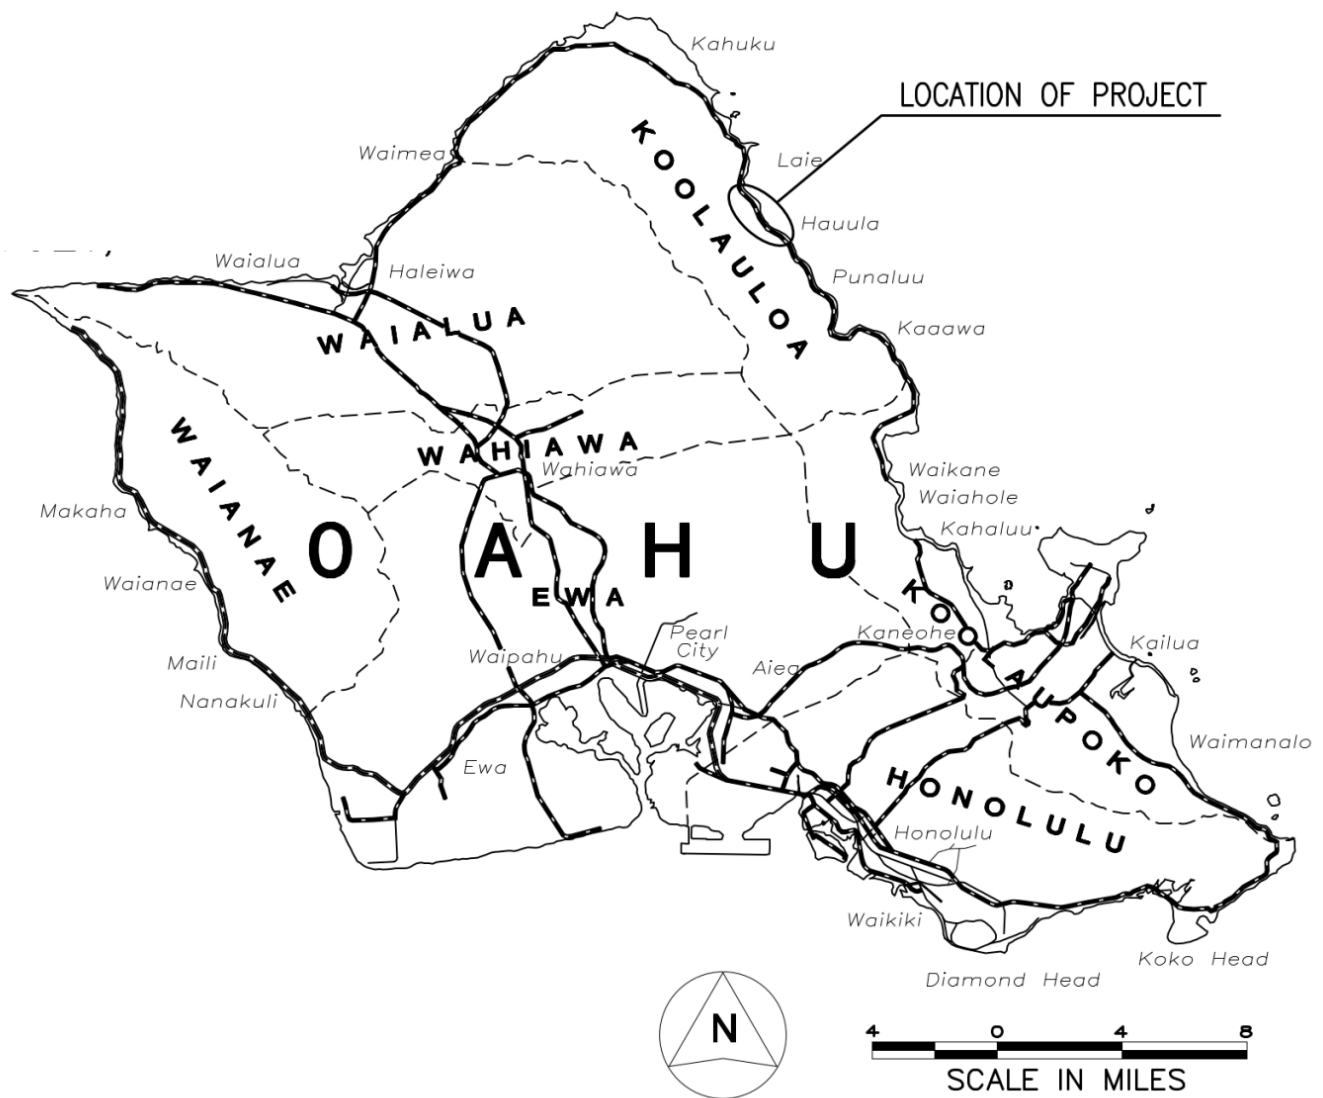 Kahuku
LOCATION OF PROJECT
Waimea
Laie
KOOLAULOA
Hauula
Waialua
Haleiwa
Punaluu
WAIALUA
Kaaawa
WAHIAWA
Wahiawa
Waikane
Waiahole
WAIANAE
Makaha
Kahaluu
OAHU
Waianae
EWA
KOOLAUPOKO
Pearl
City
Kaneohe
Kailua
Waipahu
Aiea
Maili
Nanakuli
Waimanalo
Ewa
HONOLULU
Honolulu
Waikiki
Koko Head
Diamond Head
N
4 0 4 8
SCALE IN MILES